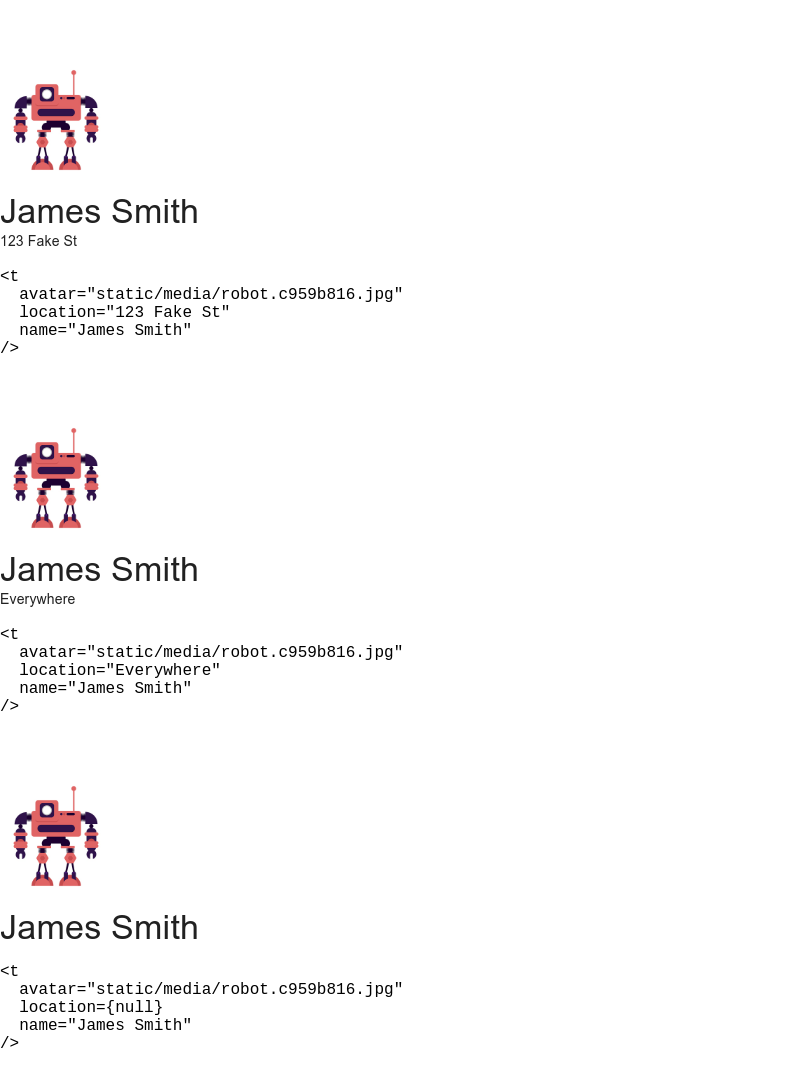 James Smith
123 Fake St
<t
  avatar="static/media/robot.c959b816.jpg"
  location="123 Fake St"
  name="James Smith"
/>
James Smith
Everywhere
<t
  avatar="static/media/robot.c959b816.jpg"
  location="Everywhere"
  name="James Smith"
/>
James Smith
<t
  avatar="static/media/robot.c959b816.jpg"
  location={null}
  name="James Smith"
/>